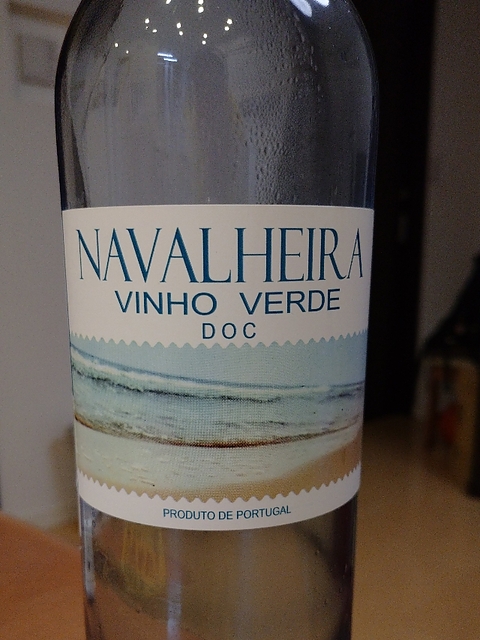 NAVALHEIRA
VINHO VERDE
DOC
PRODUTO DE PORTUGAL